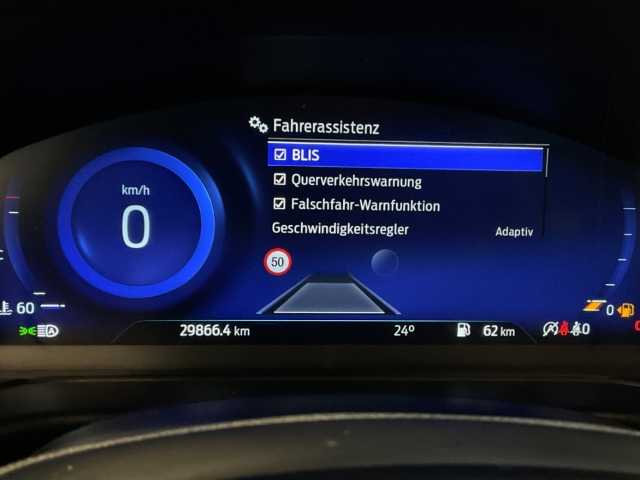 Fahrerassistenz
BLIS
Querverkehrswarnung
Falschfahr-Warnfunktion
Geschwindigkeitsregler Adaptiv
km/h
0
50
60
0
29866.4 km 24° 62 km 0